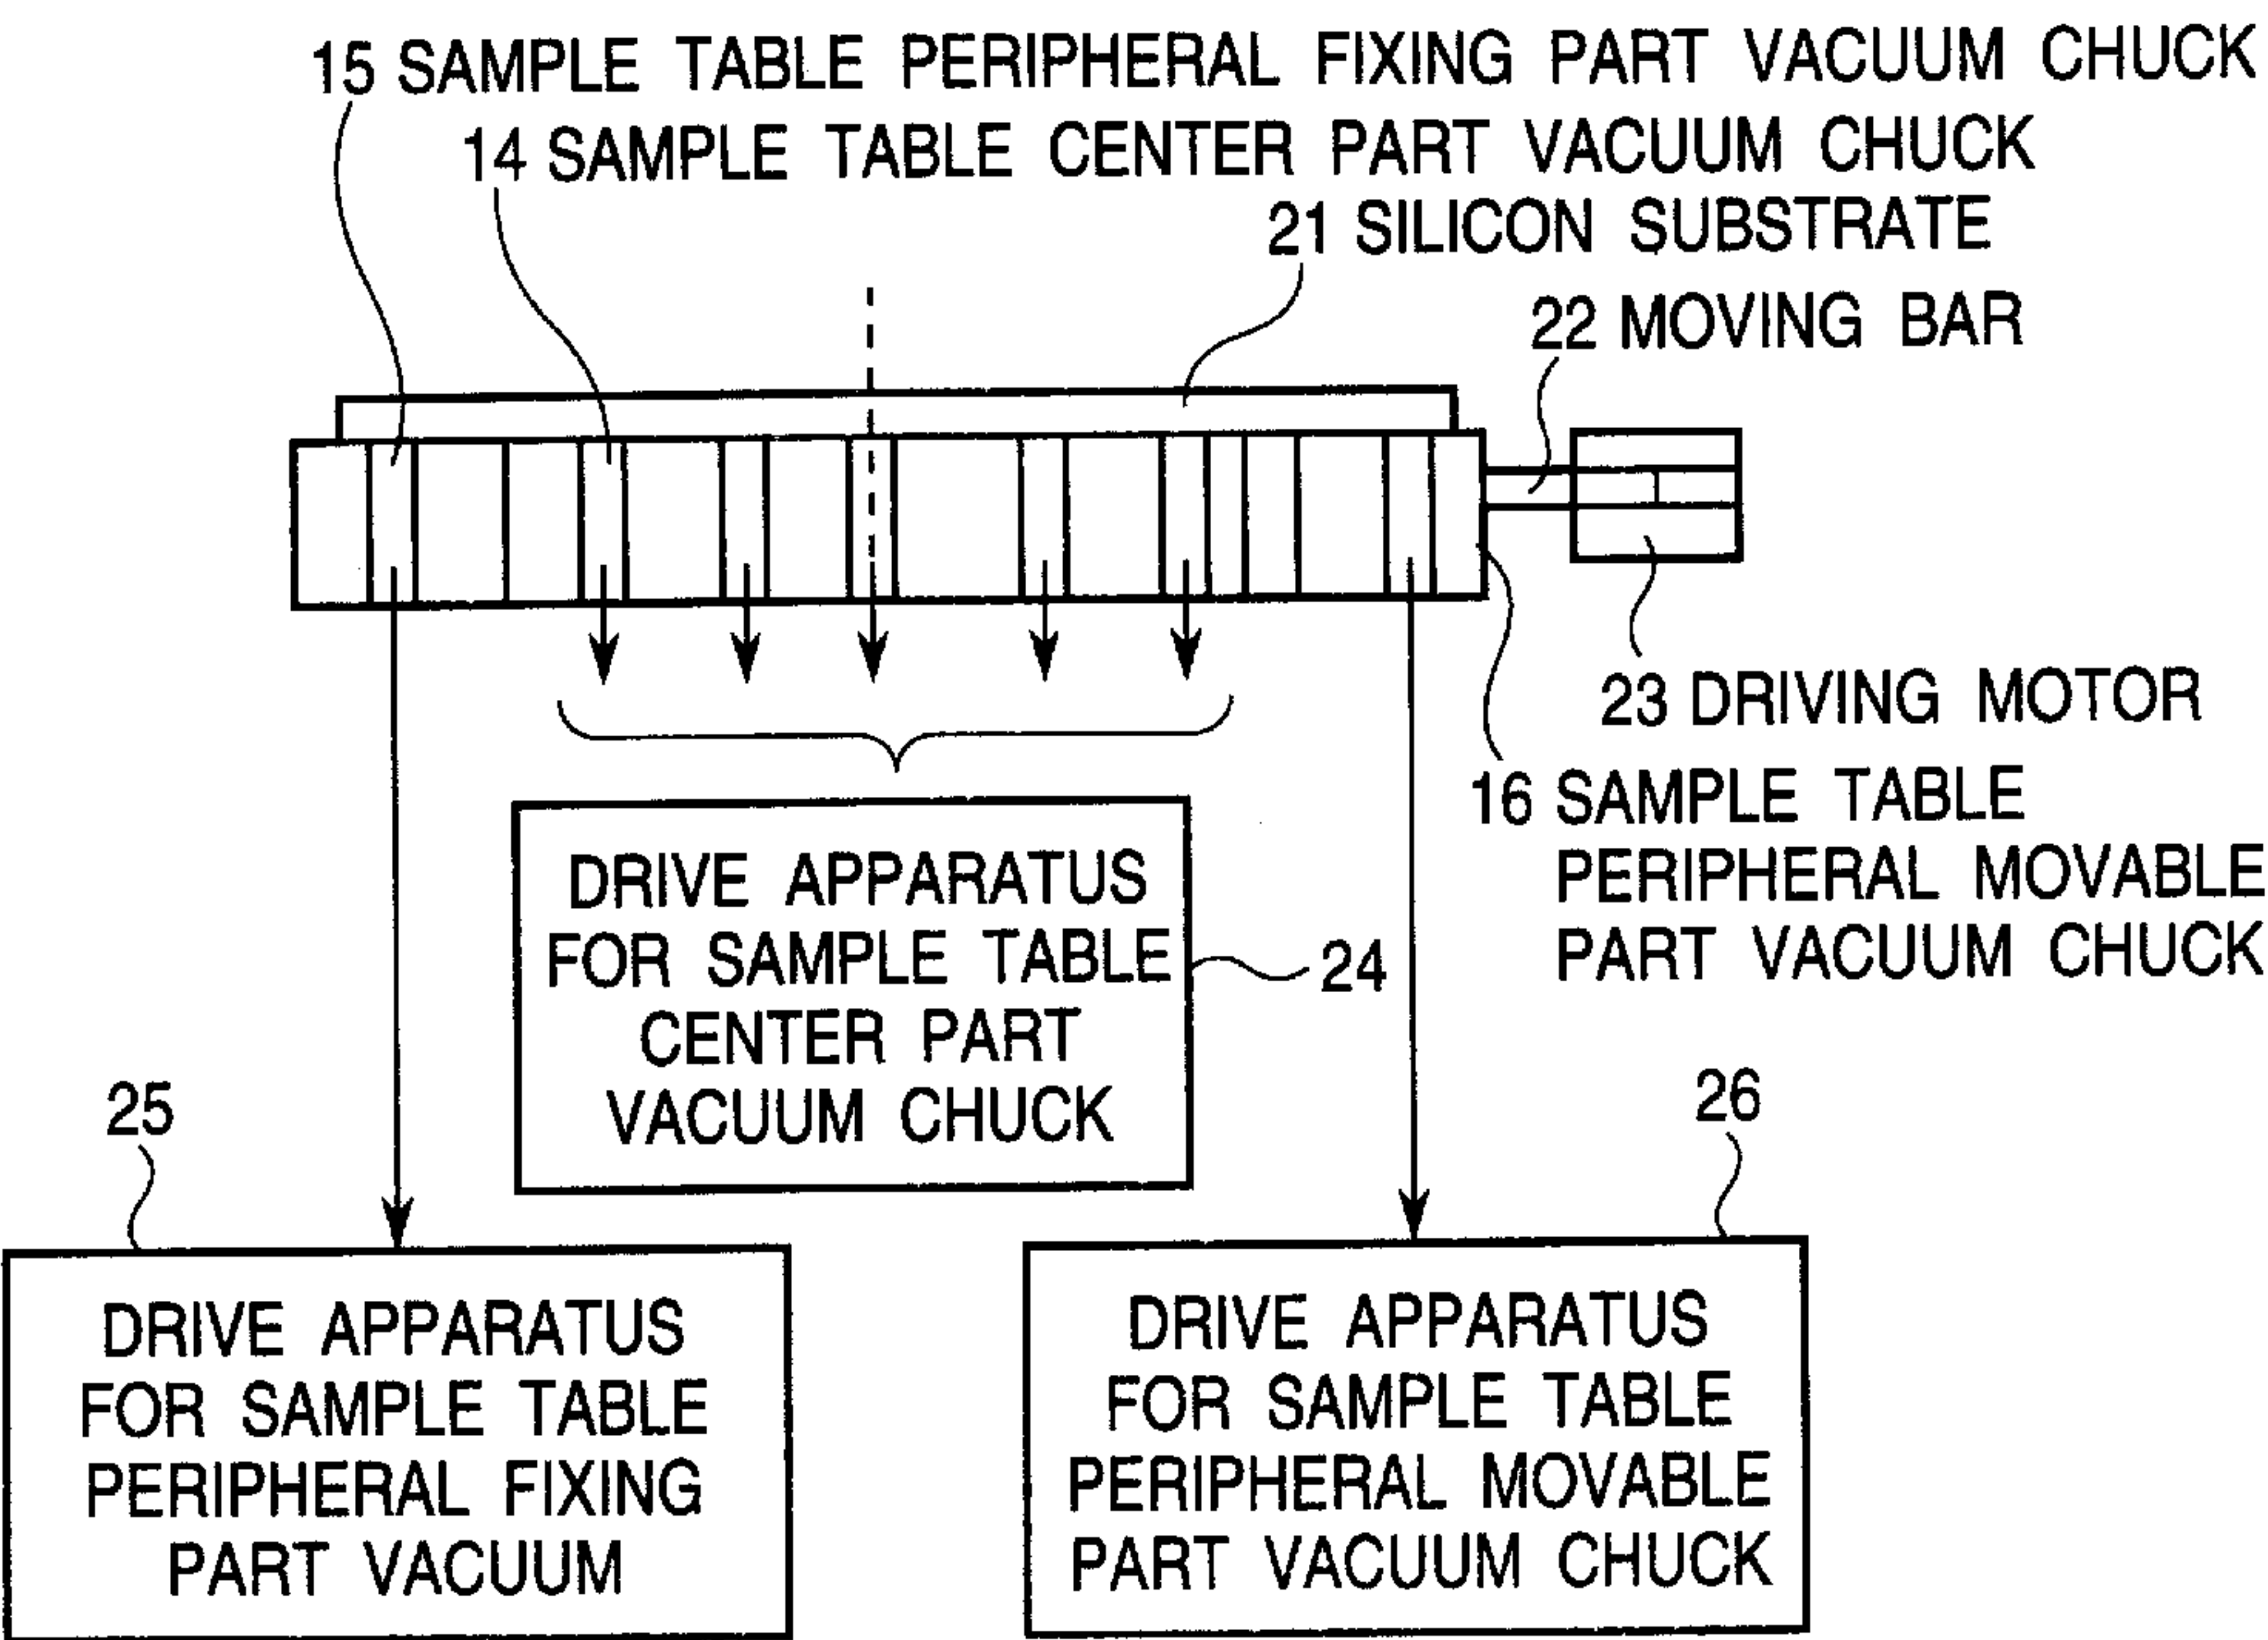 15 SAMPLE TABLE PERIPHERAL FIXING PART VACUUM CHUCK
14 SAMPLE TABLE CENTER PART VACUUM CHUCK
21 SILICON SUBSTRATE
22 MOVING BAR
23 DRIVING MOTOR
16 SAMPLE TABLE
PERIPHERAL MOVABLE
PART VACUUM CHUCK
DRIVE APPARATUS
FOR SAMPLE TABLE
CENTER PART
VACUUM CHUCK
24
25
DRIVE APPARATUS
FOR SAMPLE TABLE
PERIPHERAL FIXING
PART VACUUM
26
DRIVE APPARATUS
FOR SAMPLE TABLE
PERIPHERAL MOVABLE
PART VACUUM CHUCK